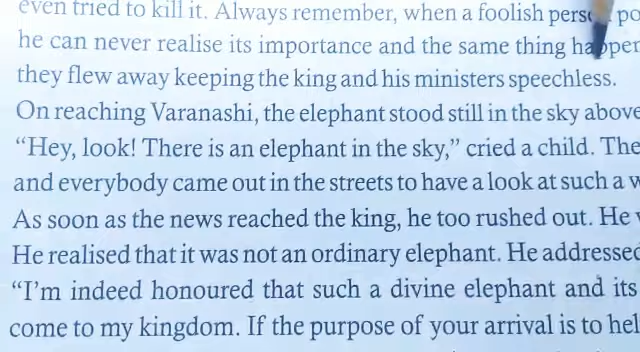 even tried to kill it. Always remember, when a foolish pers po
he can never realise its importance and the same thing happen
they flew away keeping the king and his ministers speechless.
On reaching Varanashi, the elephant stood still in the sky above
“Hey, look! There is an elephant in the sky,” cried a child. The
and everybody came out in the streets to have a look at such a w
As soon as the news reached the king, he too rushed out. He
He realised that it was not an ordinary elephant. He addressed
“I’m indeed honoured that such a divine elephant and its
come to my kingdom. If the purpose of your arrival is to hel